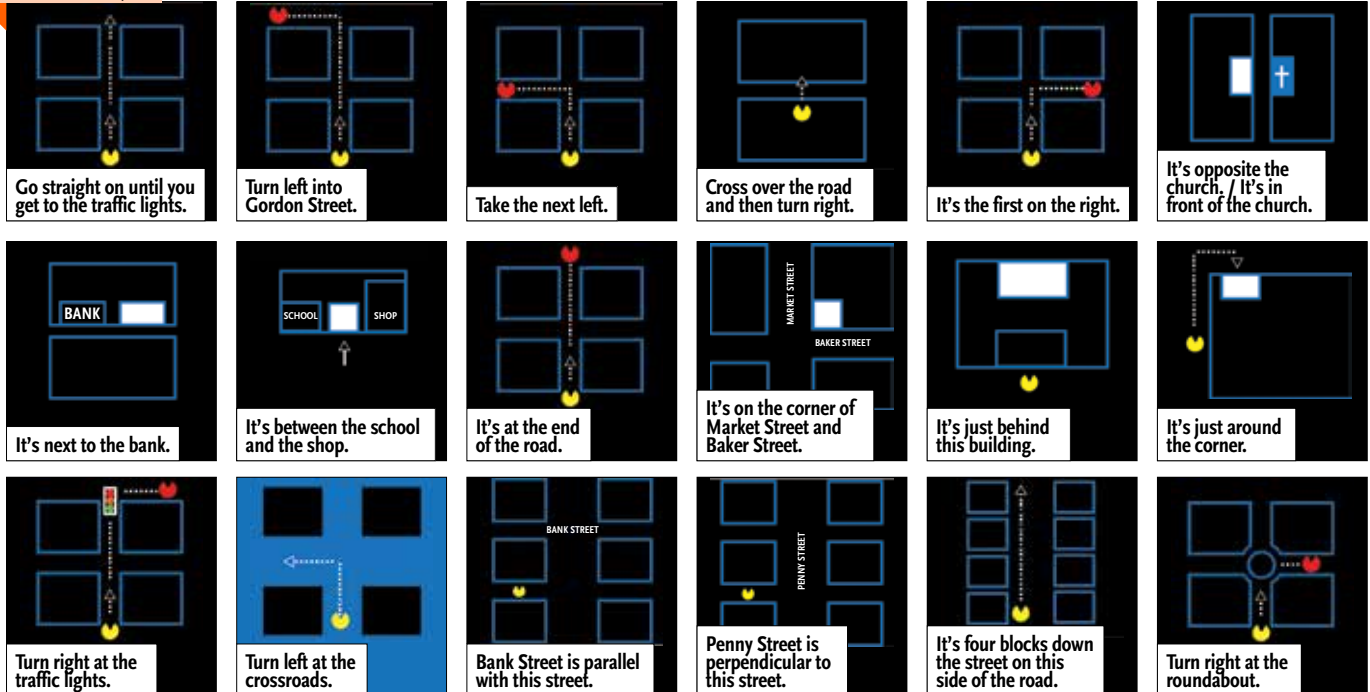 Go straight on until you
get to the traffic lights.
Turn left into
Gordon Street.
Take the next left.
Cross over the road
and then turn right.
It's the first on the right.
It's opposite the
church. / It's in
front of the church.
BANK
It's next to the bank.
SCHOOL
SHOP
It's between the school
and the shop.
It's at the end
of the road.
MARKET STREET
BAKER STREET
It's on the corner of
Market Street and
Baker Street.
It's just behind
this building.
It's just around
the corner.
Turn right at the
traffic lights.
Turn left at the
crossroads.
BANK STREET
Bank Street is parallel
with this street.
PENNY STREET
Penny Street is
perpendicular to
this street.
It's four blocks down
the street on this
side of the road.
Turn right at the
roundabout.